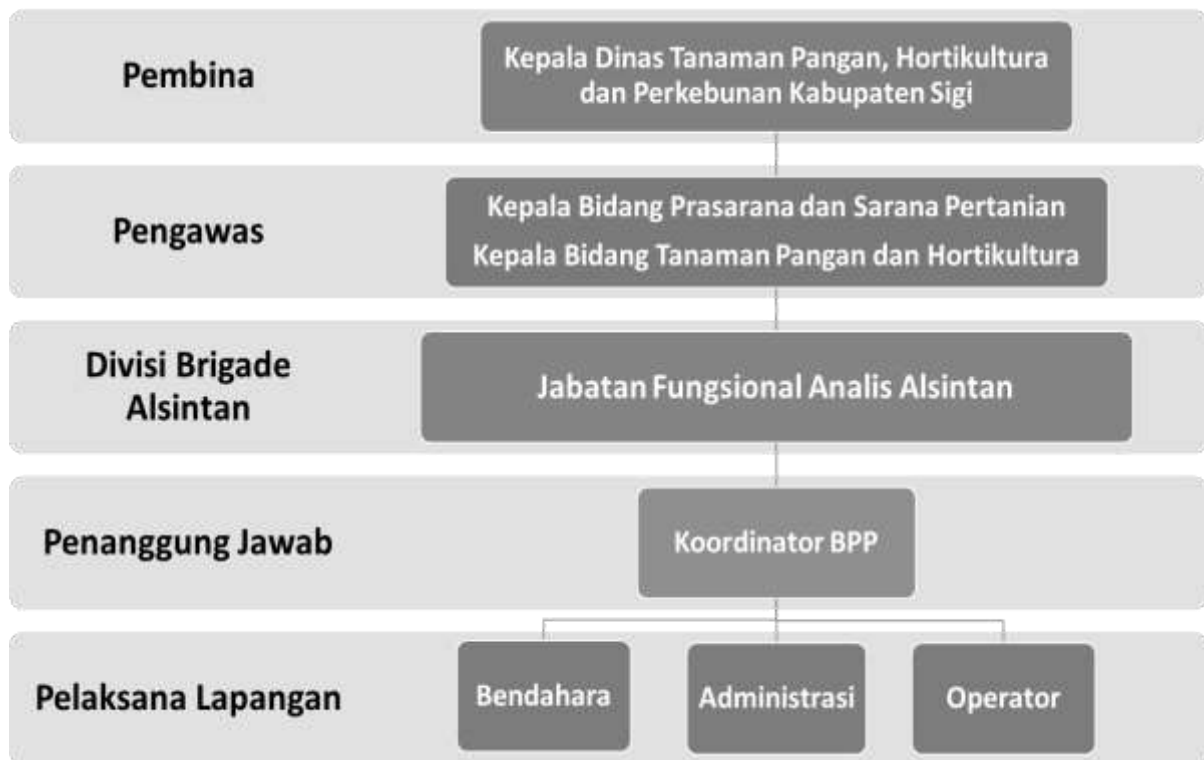 Pembina
Kepala Dinas Tanaman Pangan, Hortikultura
dan Perkebunan Kabupaten Sigi
Pengawas
Kepala Bidang Prasarana dan Sarana Pertanian
Kepala Bidang Tanaman Pangan dan Hortikultura
Divisi Brigade
Alsintan
Jabatan Fungsional Analis Alsintan
Penanggung Jawab
Koordinator BPP
Pelaksana Lapangan
Bendahara
Administrasi
Operator